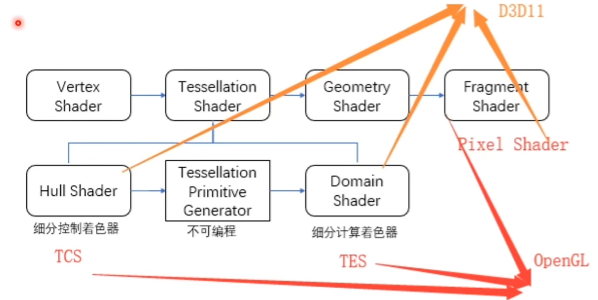 D3D11
Vertex
Shader
Tessellation
Shader
Geometry
Shader
Fragment
Shader
Pixel Shader
Hull Shader
Tessellation
Primitive
Generator
Domain
Shader
细分控制着色器
不可编程
细分计算着色器
TCS
TES
OpenGL